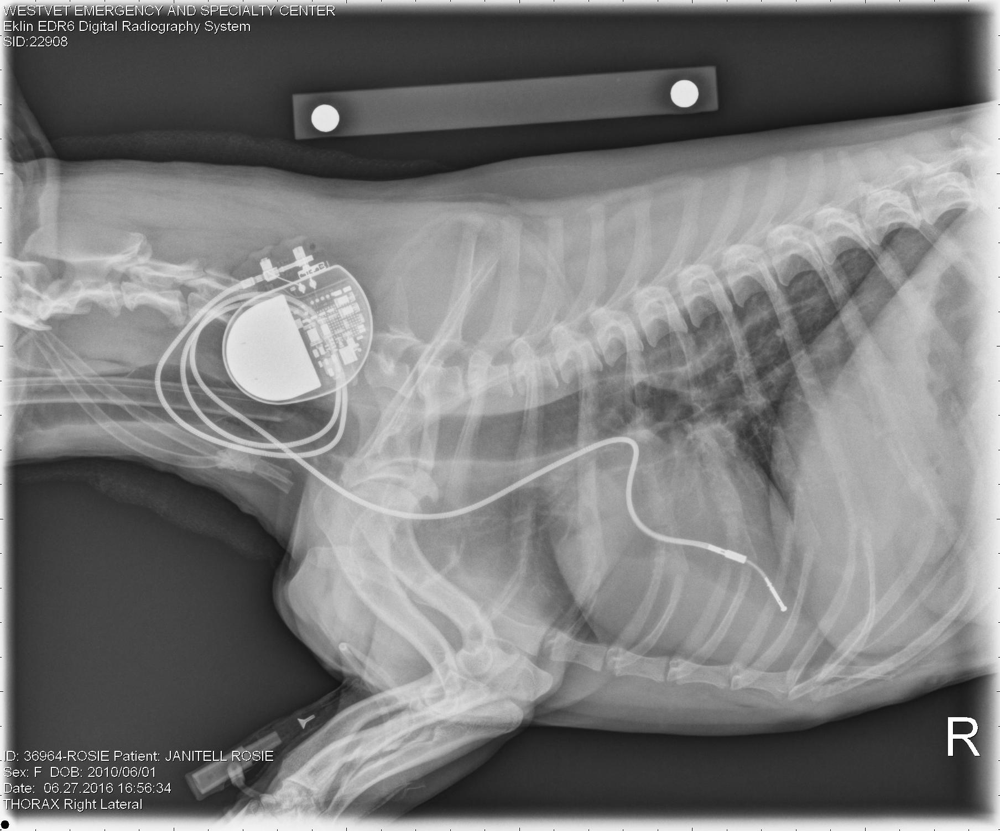 WESTVET EMERGENCY AND SPECIALTY CENTER
Eklin EDR6 Digital Radiography System
SID:22908
R
ID: 36964-ROSIE Patient: JANITELL ROSIE
Sex: F DOB: 2010/06/01
Date: 06.27.2016 16:56:34
THORAX Right Lateral